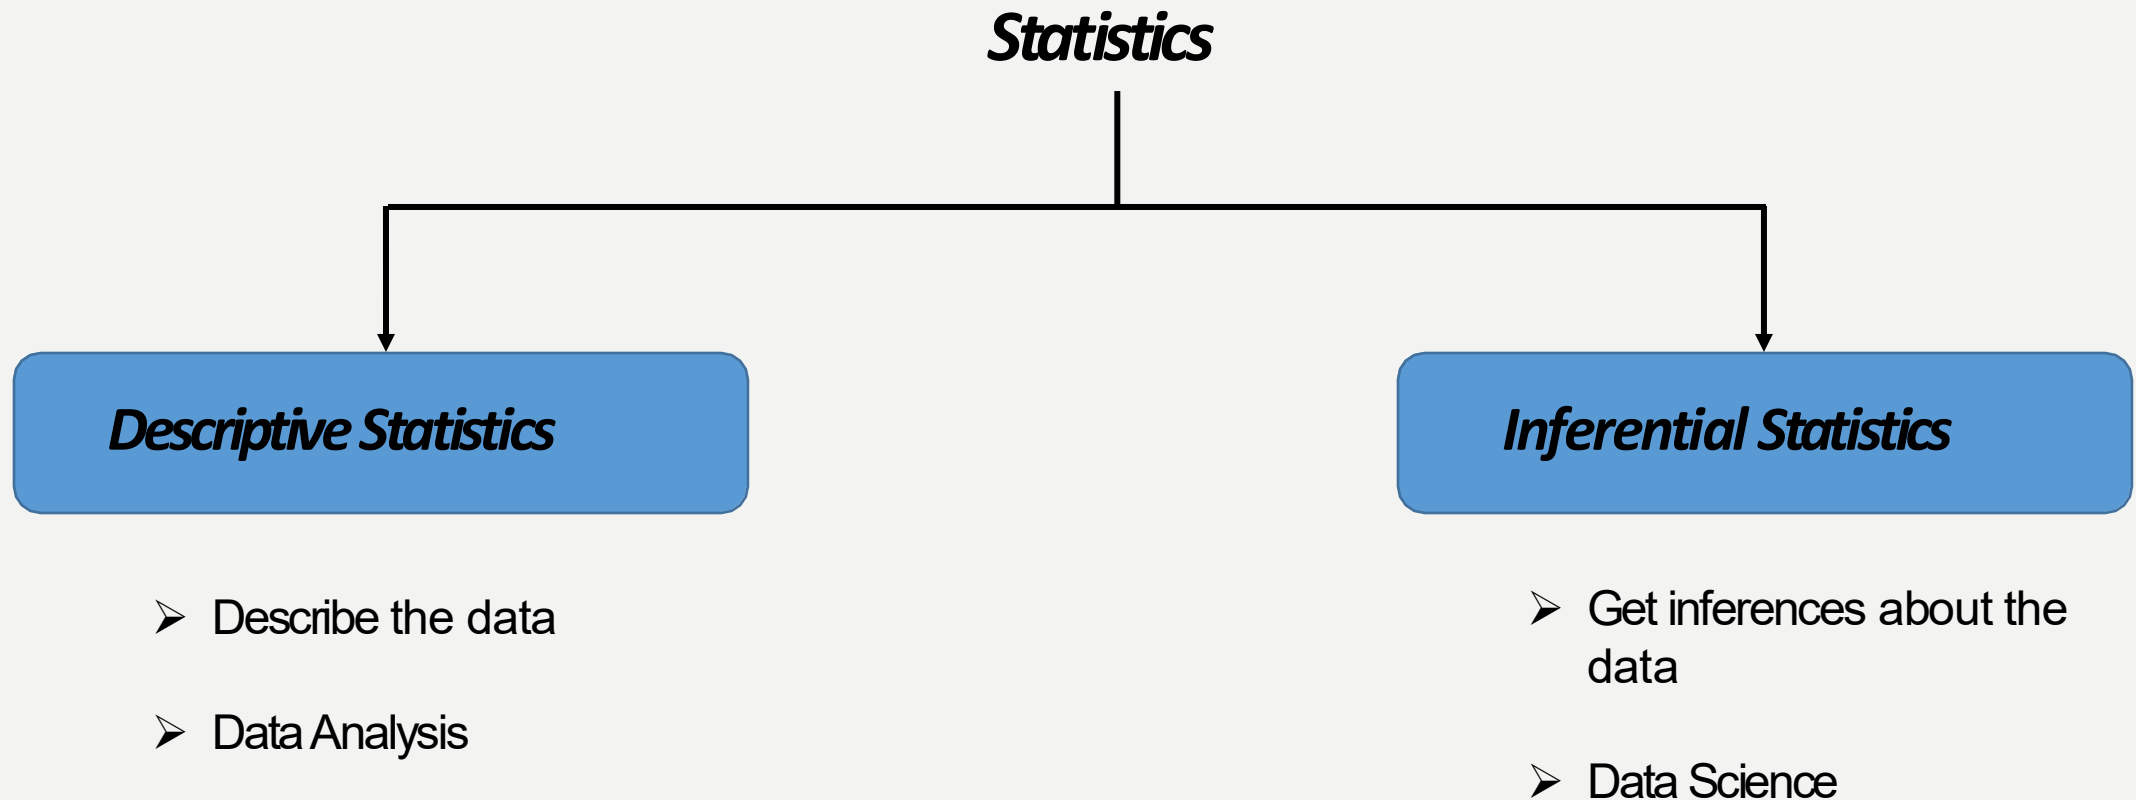 Statistics
Descriptive Statistics
Inferential Statistics
➢ Describe the data
➢ Data Analysis
➢ Get inferences about the
data
➢ Data Science